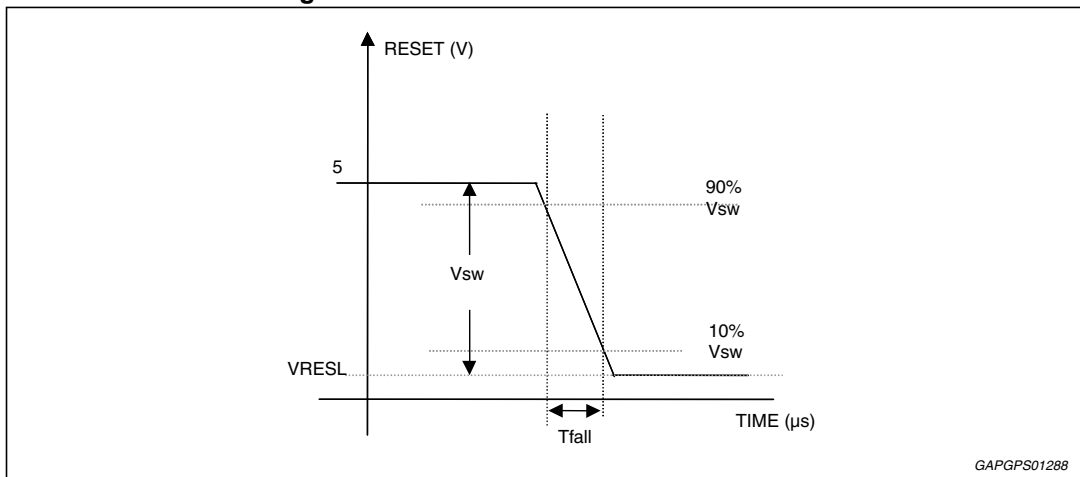 RESET (V)
5
90%
Vsw
Vsw
10%
Vsw
VRESL
TIME (µs)
Tfall
GAPGPS01288